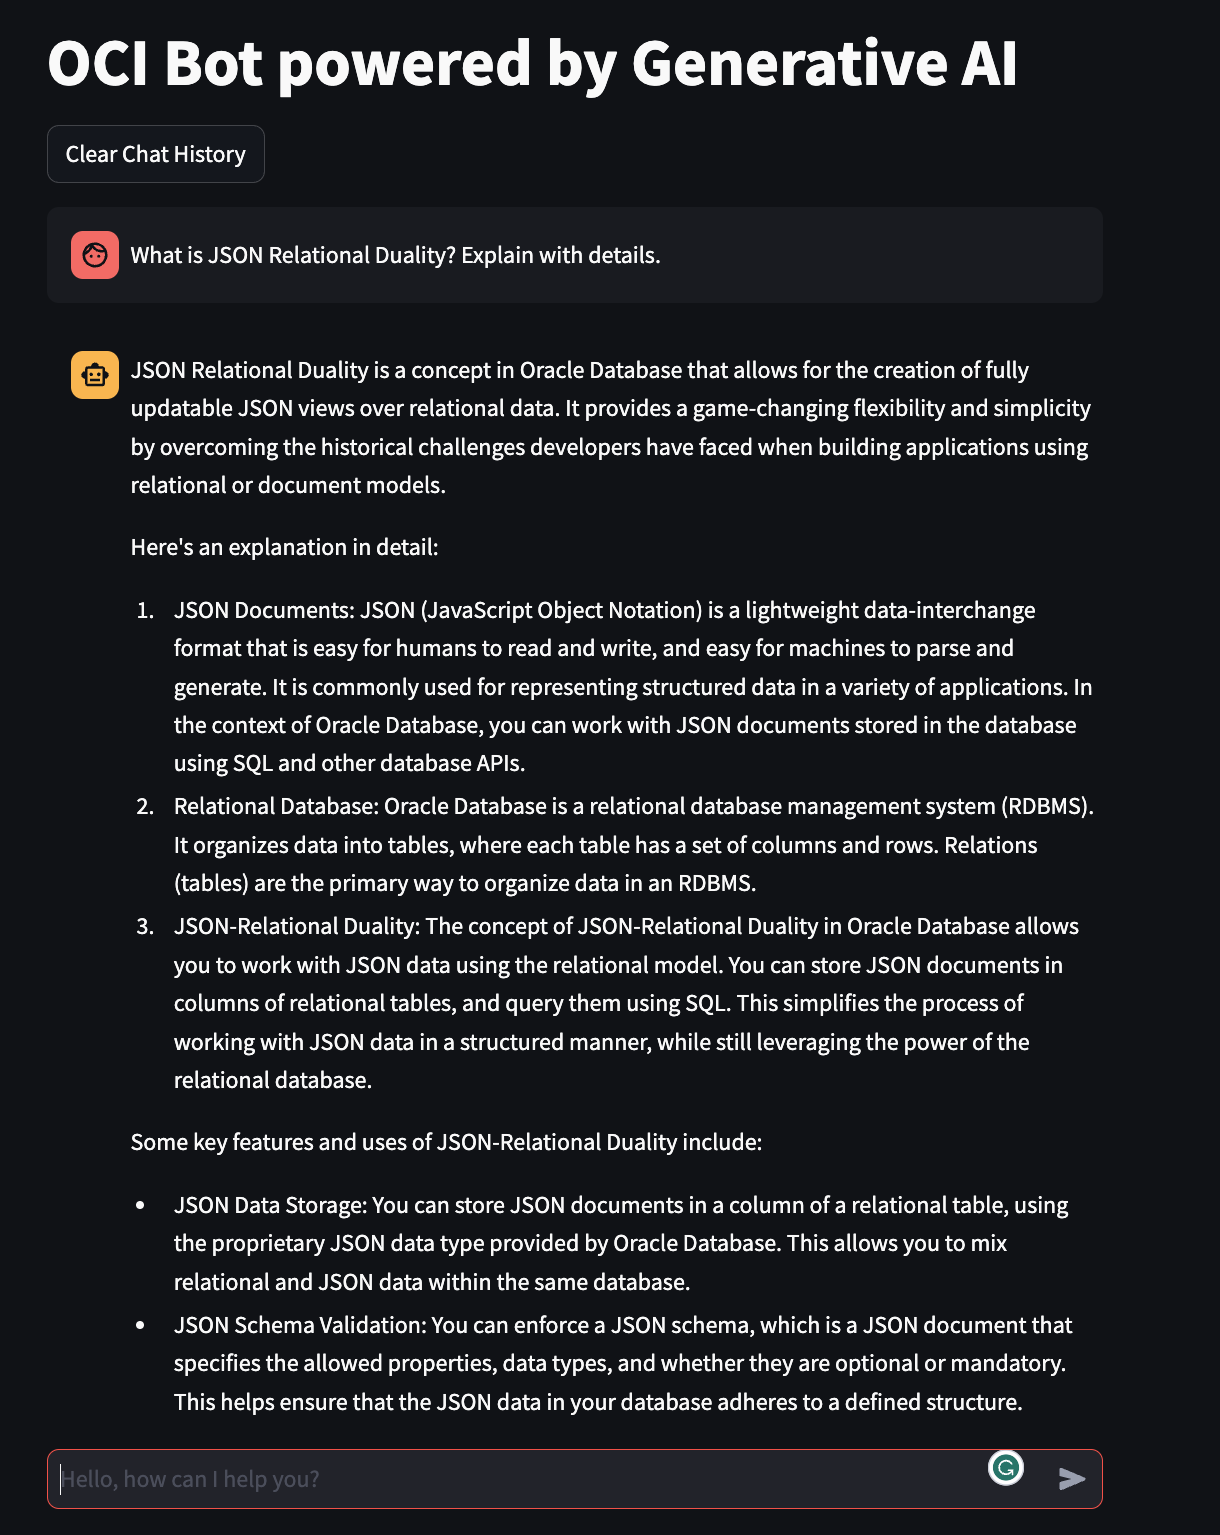 OCI Bot powered by Generative AI
Clear Chat History
What is JSON Relational Duality? Explain with details.
JSON Relational Duality is a concept in Oracle Database that allows for the creation of fully
updatable JSON views over relational data. It provides a game-changing flexibility and simplicity
by overcoming the historical challenges developers have faced when building applications using
relational or document models.
Here's an explanation in detail:
1. JSON Documents: JSON (JavaScript Object Notation) is a lightweight data-interchange
format that is easy for humans to read and write, and easy for machines to parse and
generate. It is commonly used for representing structured data in a variety of applications. In
the context of Oracle Database, you can work with JSON documents stored in the database
using SQL and other database APIs.
2. Relational Database: Oracle Database is a relational database management system (RDBMS).
It organizes data into tables, where each table has a set of columns and rows. Relations
(tables) are the primary way to organize data in an RDBMS.
3. JSON-Relational Duality: The concept of JSON-Relational Duality in Oracle Database allows
you to work with JSON data using the relational model. You can store JSON documents in
columns of relational tables, and query them using SQL. This simplifies the process of
working with JSON data in a structured manner, while still leveraging the power of the
relational database.
Some key features and uses of JSON-Relational Duality include:
• JSON Data Storage: You can store JSON documents in a column of a relational table, using
the proprietary JSON data type provided by Oracle Database. This allows you to mix
relational and JSON data within the same database.
• JSON Schema Validation: You can enforce a JSON schema, which is a JSON document that
specifies the allowed properties, data types, and whether they are optional or mandatory.
This helps ensure that the JSON data in your database adheres to a defined structure.
Hello, how can I help you?